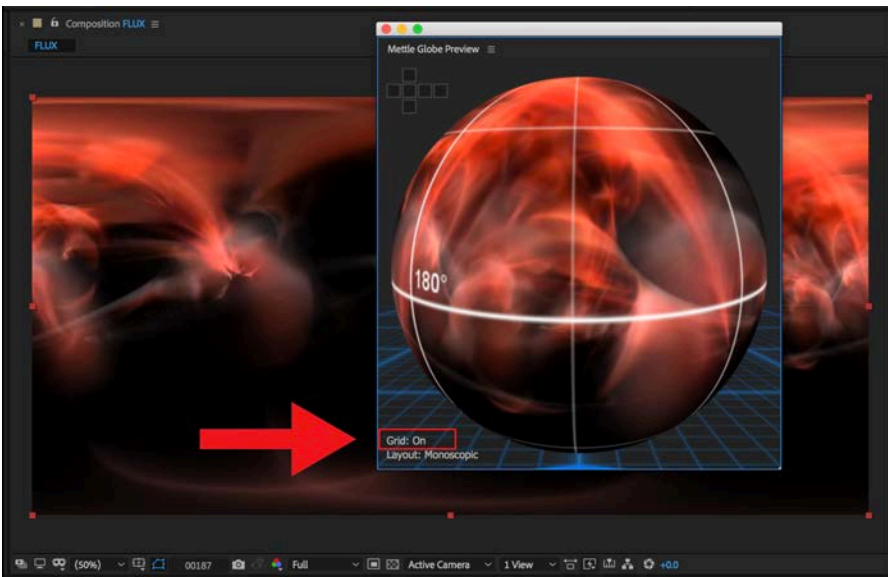 Composition FLUX
FLUX
Mettle Globe Preview
180°
Grid: On
Layout: Monoscopic
(50%) 00187 Full Active Camera 1 View +0.0